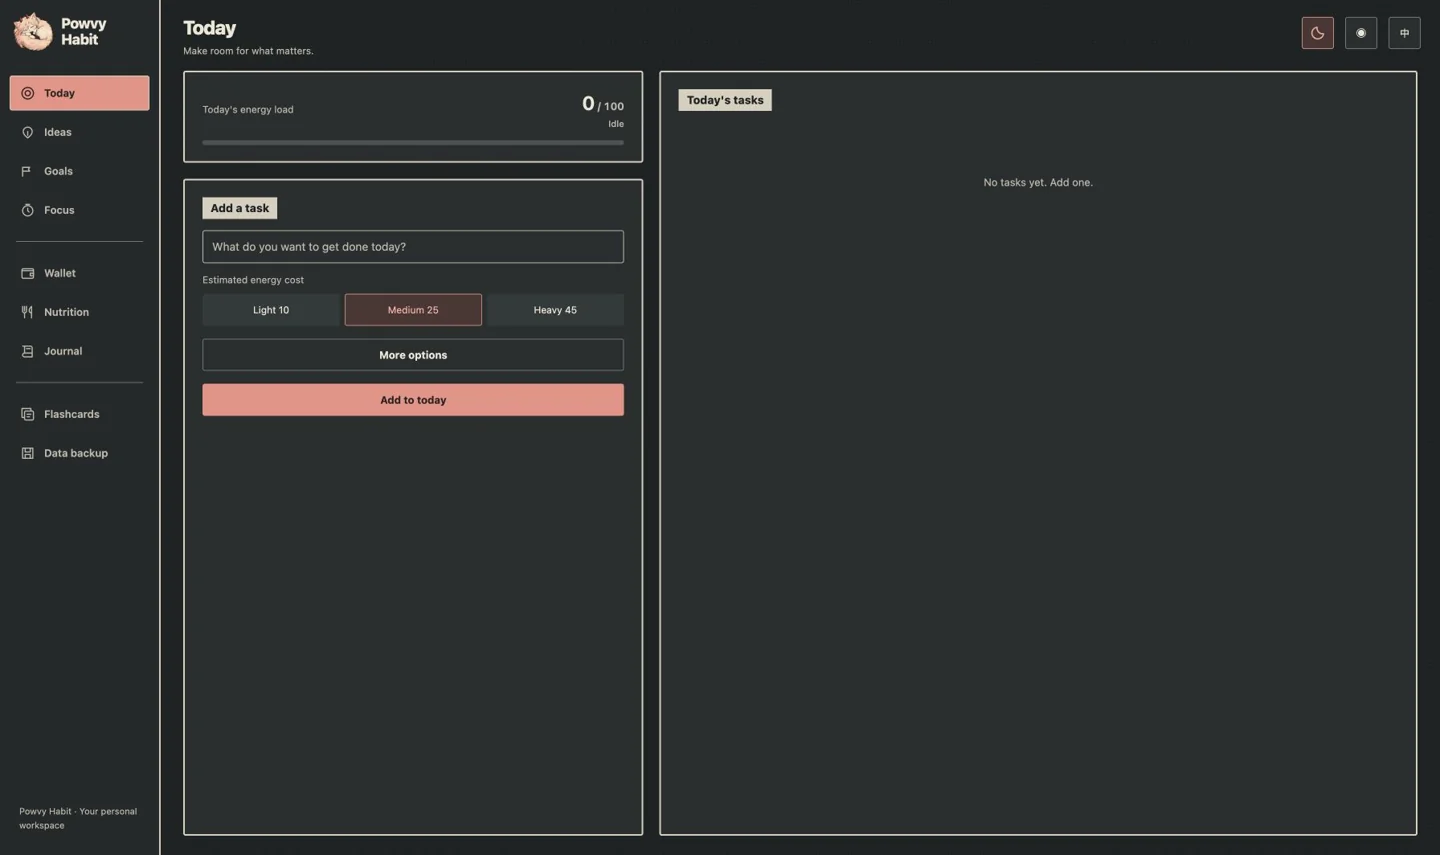 Powvy
Habit
Today
Ideas
Goals
Focus
Wallet
Nutrition
Journal
Flashcards
Data backup
Powvy Habit · Your personal
workspace
Today
Make room for what matters.
中
Today's energy load
0 / 100
Idle
Add a task
What do you want to get done today?
Estimated energy cost
Light 10
Medium 25
Heavy 45
More options
Add to today
Today's tasks
No tasks yet. Add one.